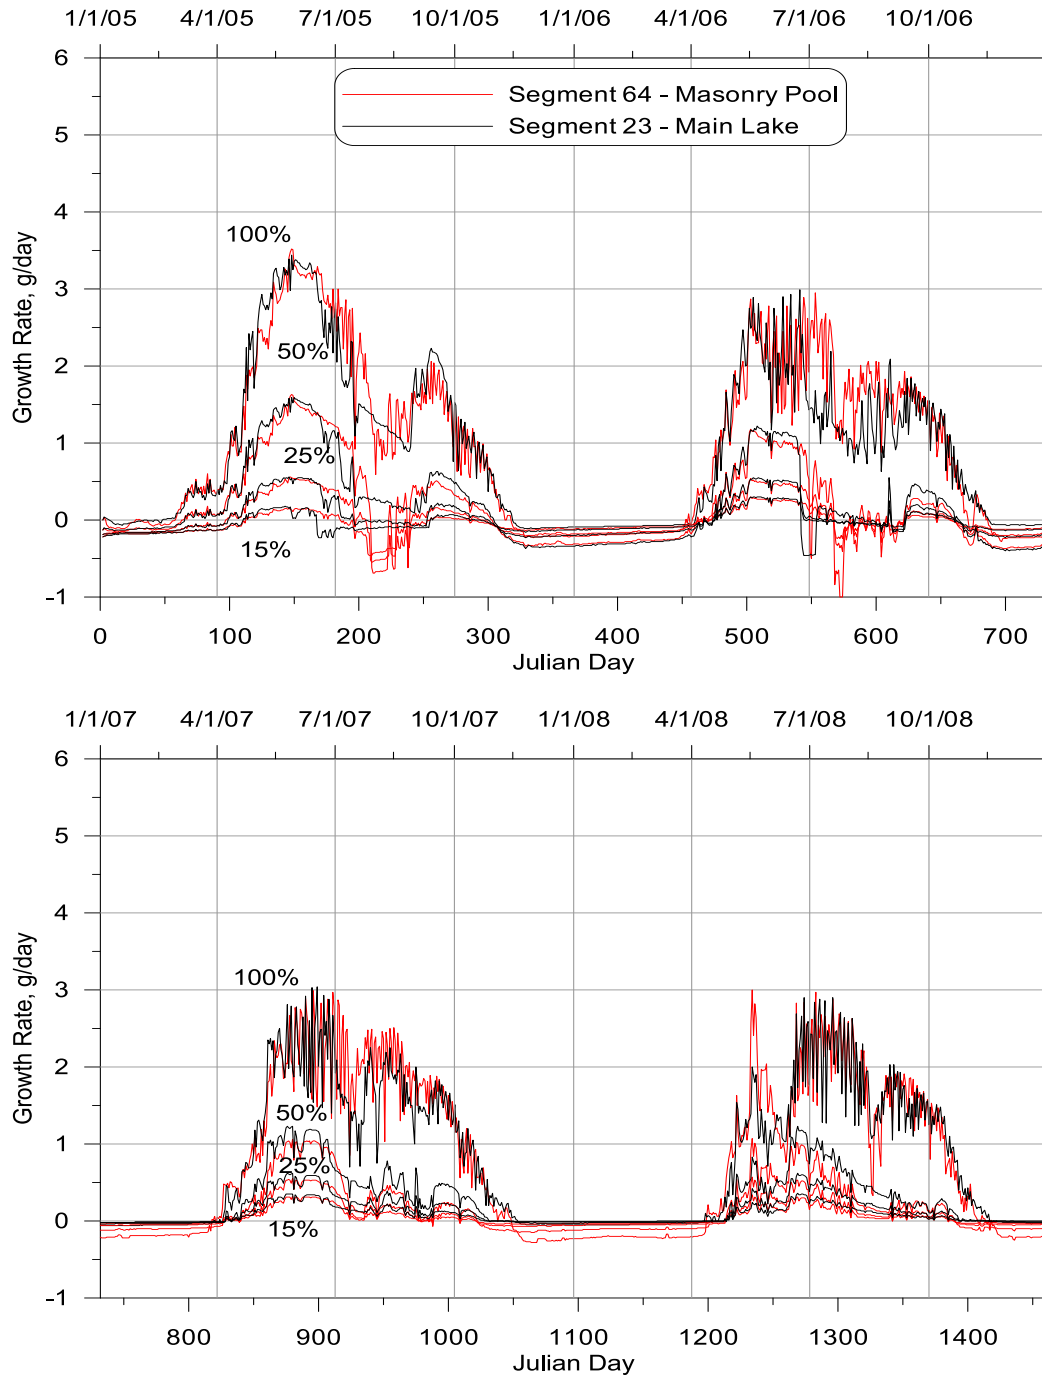 1/1/05 4/1/05 7/1/05 10/1/05 1/1/06 4/1/06 7/1/06 10/1/06
6
Segment 64 - Masonry Pool
Segment 23 - Main Lake
5
4
100%
3
50%
2
1
25%
0
15%
-1
Growth Rate, g/day
0 100 200 300 400 500 600 700
Julian Day
1/1/07 4/1/07 7/1/07 10/1/07 1/1/08 4/1/08 7/1/08 10/1/08
6
5
4
100%
3
2
50%
1
25%
0
15%
-1
Growth Rate, g/day
800 900 1000 1100 1200 1300 1400
Julian Day